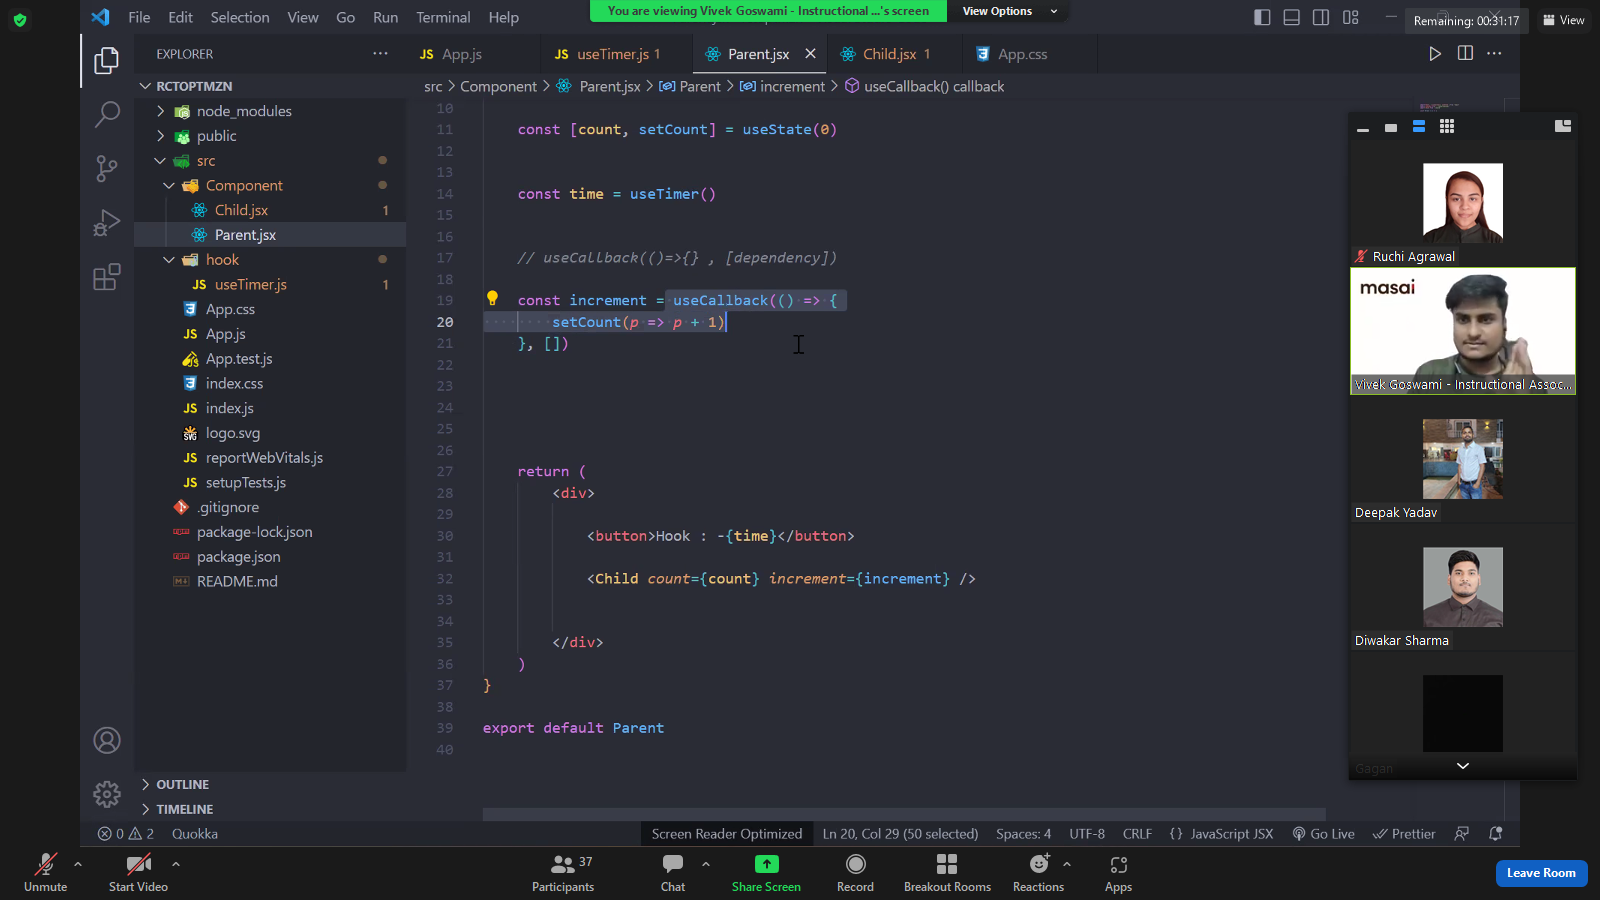 File Edit Selection View Go Run Terminal Help
You are viewing Vivek Goswami - Instructional ...'s screen
View Options
Remaining: 00:31:17
View
EXPLORER
RCTOPTMZN
node_modules
public
src
Component
Child.jsx 1
Parent.jsx
hook
useTimer.js 1
App.css
App.js
App.test.js
index.css
index.js
logo.svg
reportWebVitals.js
setupTests.js
.gitignore
package-lock.json
package.json
README.md
OUTLINE
TIMELINE
App.js useTimer.js 1 Parent.jsx Child.jsx 1 App.css
src > Component > Parent.jsx > Parent > increment > useCallback() callback
10
11 const [count, setCount] = useState(0)
12
13
14 const time = useTimer()
15
16
17 // useCallback(()=>{} , [dependency])
18
19 const increment = useCallback(() => {
20 setCount(p => p + 1)
21 }, [])
22
23
24
25
26
27 return (
28 <div>
29
30 <button>Hook : -{time}</button>
31
32 <Child count={count} increment={increment} />
33
34
35 </div>
36 )
37 }
38
39 export default Parent
40
masai
Ruchi Agrawal
Vivek Goswami - Instructional Assoc...
Deepak Yadav
Diwakar Sharma
Gagan
0 2 Quokka
Screen Reader Optimized Ln 20, Col 29 (50 selected) Spaces: 4 UTF-8 CRLF {} JavaScript JSX Go Live Prettier
Unmute
Start Video
37
Participants
Chat
Share Screen
Record
Breakout Rooms
Reactions
Apps
Leave Room